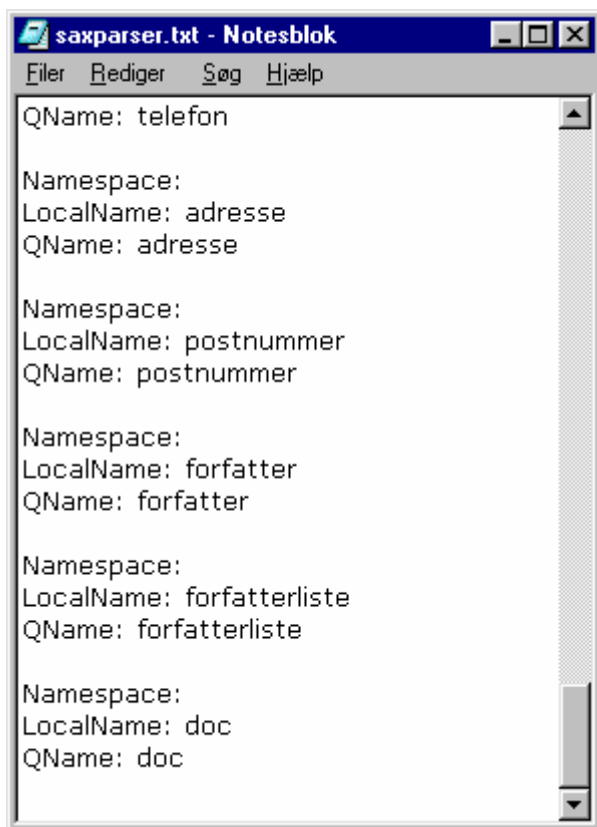 saxparser.txt - Notesblok
Filer Rediger Søg Hjælp
QName: telefon
Namespace:
LocalName: adresse
QName: adresse
Namespace:
LocalName: postnummer
QName: postnummer
Namespace:
LocalName: forfatter
QName: forfatter
Namespace:
LocalName: forfatterliste
QName: forfatterliste
Namespace:
LocalName: doc
QName: doc